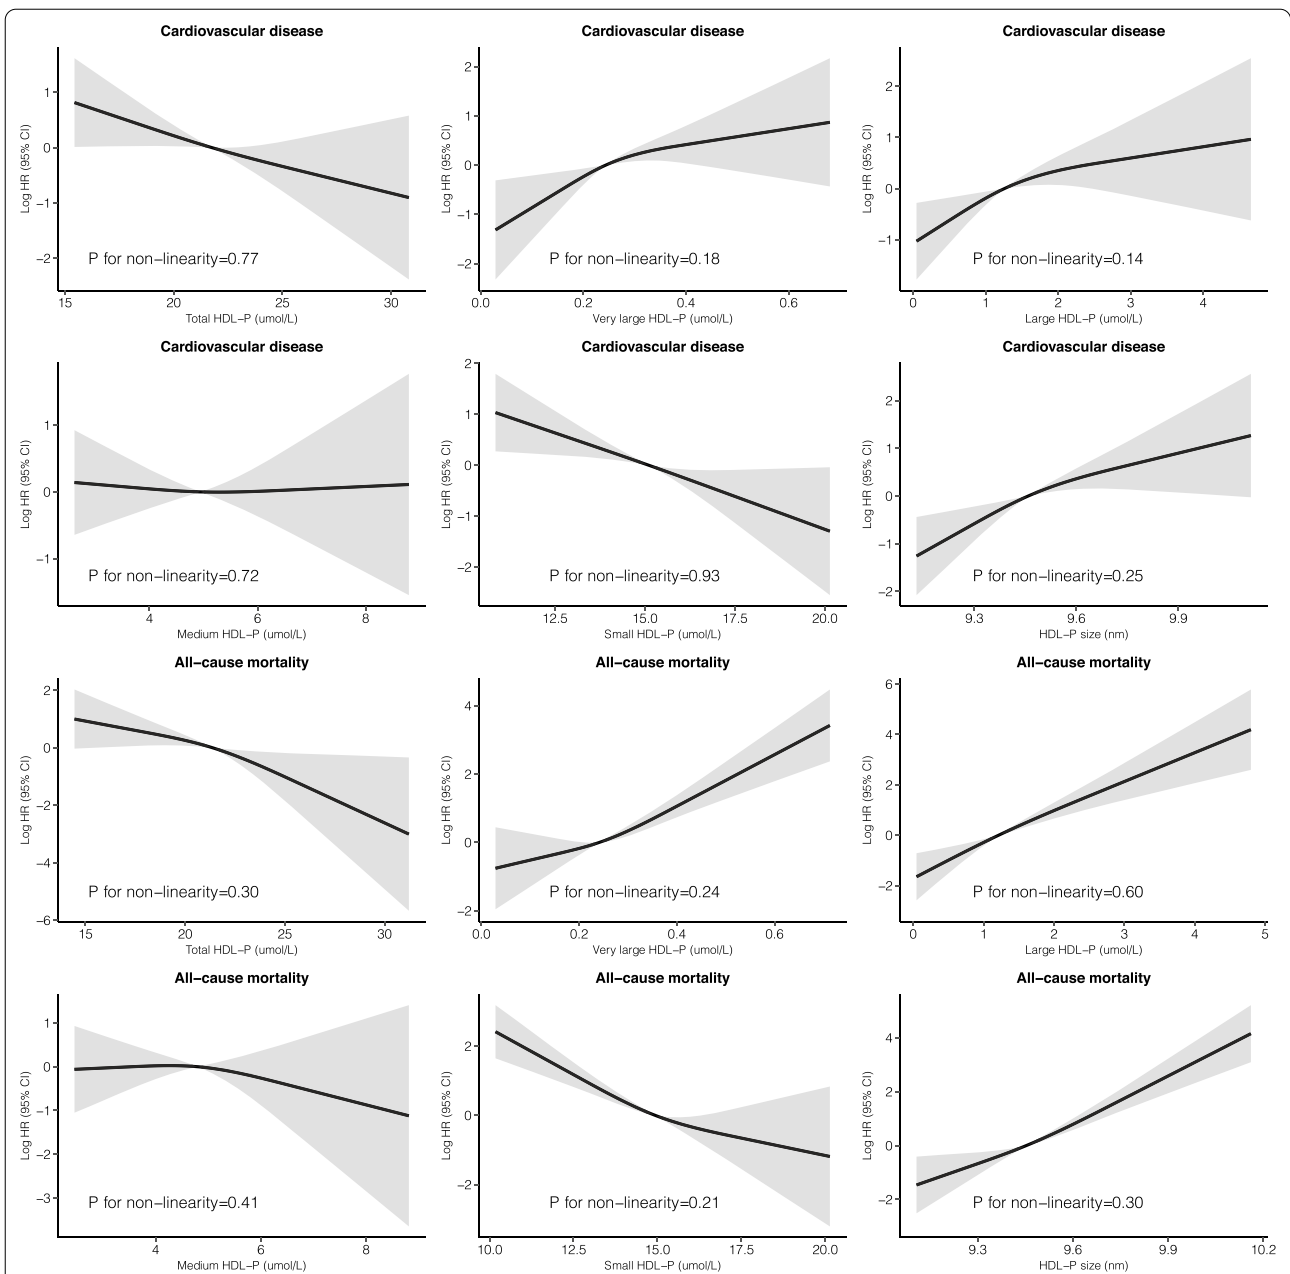 Cardiovascular disease
Cardiovascular disease
Cardiovascular disease
Log HR (95% CI)
1
0
−1
−2
P for non−linearity=0.77
15
20
25
30
Total HDL−P (umol/L)
Log HR (95% CI)
2
1
0
−1
−2
P for non−linearity=0.18
0.0
0.2
0.4
0.6
Very large HDL−P (umol/L)
Log HR (95% CI)
2
1
0
−1
P for non−linearity=0.14
0
1
2
3
4
Large HDL−P (umol/L)
Cardiovascular disease
Cardiovascular disease
Cardiovascular disease
Log HR (95% CI)
1
0
−1
P for non−linearity=0.72
4
6
8
Medium HDL−P (umol/L)
Log HR (95% CI)
2
1
0
−1
−2
P for non−linearity=0.93
12.5
15.0
17.5
20.0
Small HDL−P (umol/L)
Log HR (95% CI)
2
1
0
−1
−2
P for non−linearity=0.25
9.3
9.6
9.9
HDL−P size (nm)
All−cause mortality
All−cause mortality
All−cause mortality
Log HR (95% CI)
2
0
−2
−4
−6
P for non−linearity=0.30
15
20
25
30
Total HDL−P (umol/L)
Log HR (95% CI)
4
2
0
−2
P for non−linearity=0.24
0.0
0.2
0.4
0.6
Very large HDL−P (umol/L)
Log HR (95% CI)
6
4
2
0
−2
P for non−linearity=0.60
0
1
2
3
4
5
Large HDL−P (umol/L)
All−cause mortality
All−cause mortality
All−cause mortality
Log HR (95% CI)
1
0
−1
−2
−3
P for non−linearity=0.41
4
6
8
Medium HDL−P (umol/L)
Log HR (95% CI)
2
0
−2
P for non−linearity=0.21
10.0
12.5
15.0
17.5
20.0
Small HDL−P (umol/L)
Log HR (95% CI)
4
2
0
−2
P for non−linearity=0.30
9.3
9.6
9.9
10.2
HDL−P size (nm)